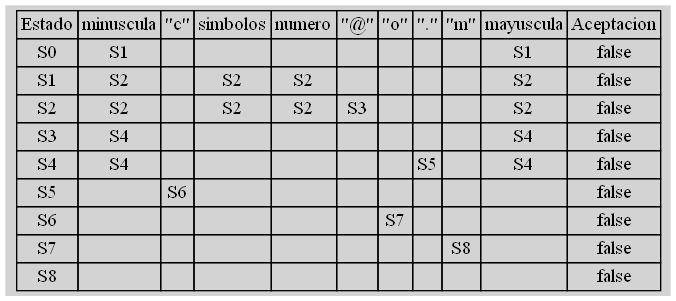 Estado minuscula "c" simbolos numero "@" "o" "." "m" mayuscula Aceptacion
S0 S1 S1 false
S1 S2 S2 S2 S2 false
S2 S2 S2 S2 S3 S2 false
S3 S4 S4 false
S4 S4 S5 S4 false
S5 S6 false
S6 S7 false
S7 S8 false
S8 false